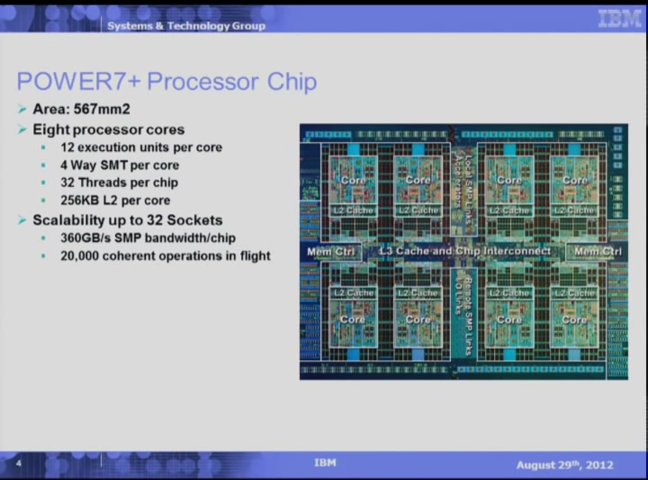 Systems & Technology Group
IBM
POWER7+ Processor Chip
Area: 567mm2
Eight processor cores
12 execution units per core
4 Way SMT per core
32 Threads per chip
256KB L2 per core
Scalability up to 32 Sockets
360GB/s SMP bandwidth/chip
20,000 coherent operations in flight
Core Core Core Core
L2 Cache L2 Cache L2 Cache L2 Cache
Local SMP Links
Accelerators
Mem Ctrl L3 Cache and Chip Interconnect Mem Ctrl
L2 Cache L2 Cache L2 Cache L2 Cache
Core Core Core Core
Remote SMP Links
I/O Links
4 IBM August 29th, 2012